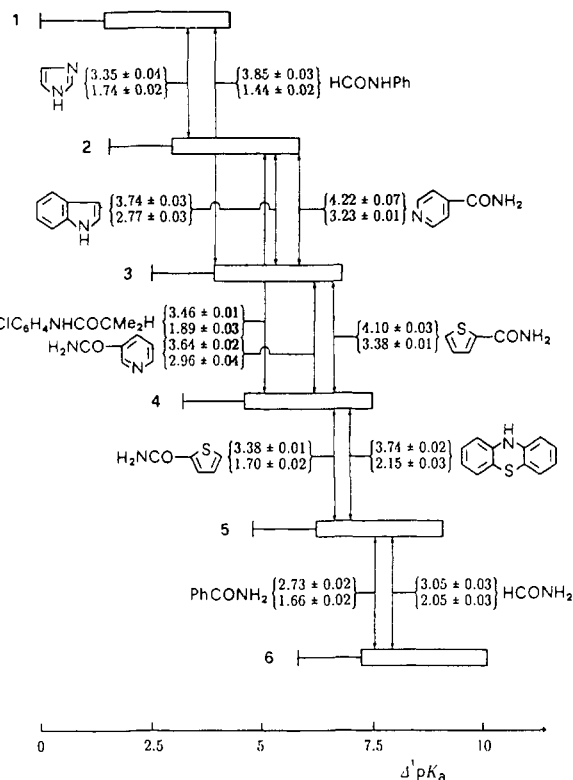 1
N
N
H
3.35 ± 0.04
1.74 ± 0.02
3.85 ± 0.03
1.44 ± 0.02
HCONHPh
2
N
H
3.74 ± 0.03
2.77 ± 0.03
4.22 ± 0.07
3.23 ± 0.01
N
CONH₂
3
ClC₆H₄NHCOCMe₂H
3.46 ± 0.01
1.89 ± 0.03
H₂NCO
N
3.64 ± 0.02
2.96 ± 0.04
4.10 ± 0.03
3.38 ± 0.01
S
CONH₂
4
H₂NCO
S
3.38 ± 0.01
1.70 ± 0.02
3.74 ± 0.02
2.15 ± 0.03
H
N
S
5
PhCONH₂
2.73 ± 0.02
1.66 ± 0.02
3.05 ± 0.03
2.05 ± 0.03
HCONH₂
6
0 2.5 5 7.5 10
Δ¹pKₐ